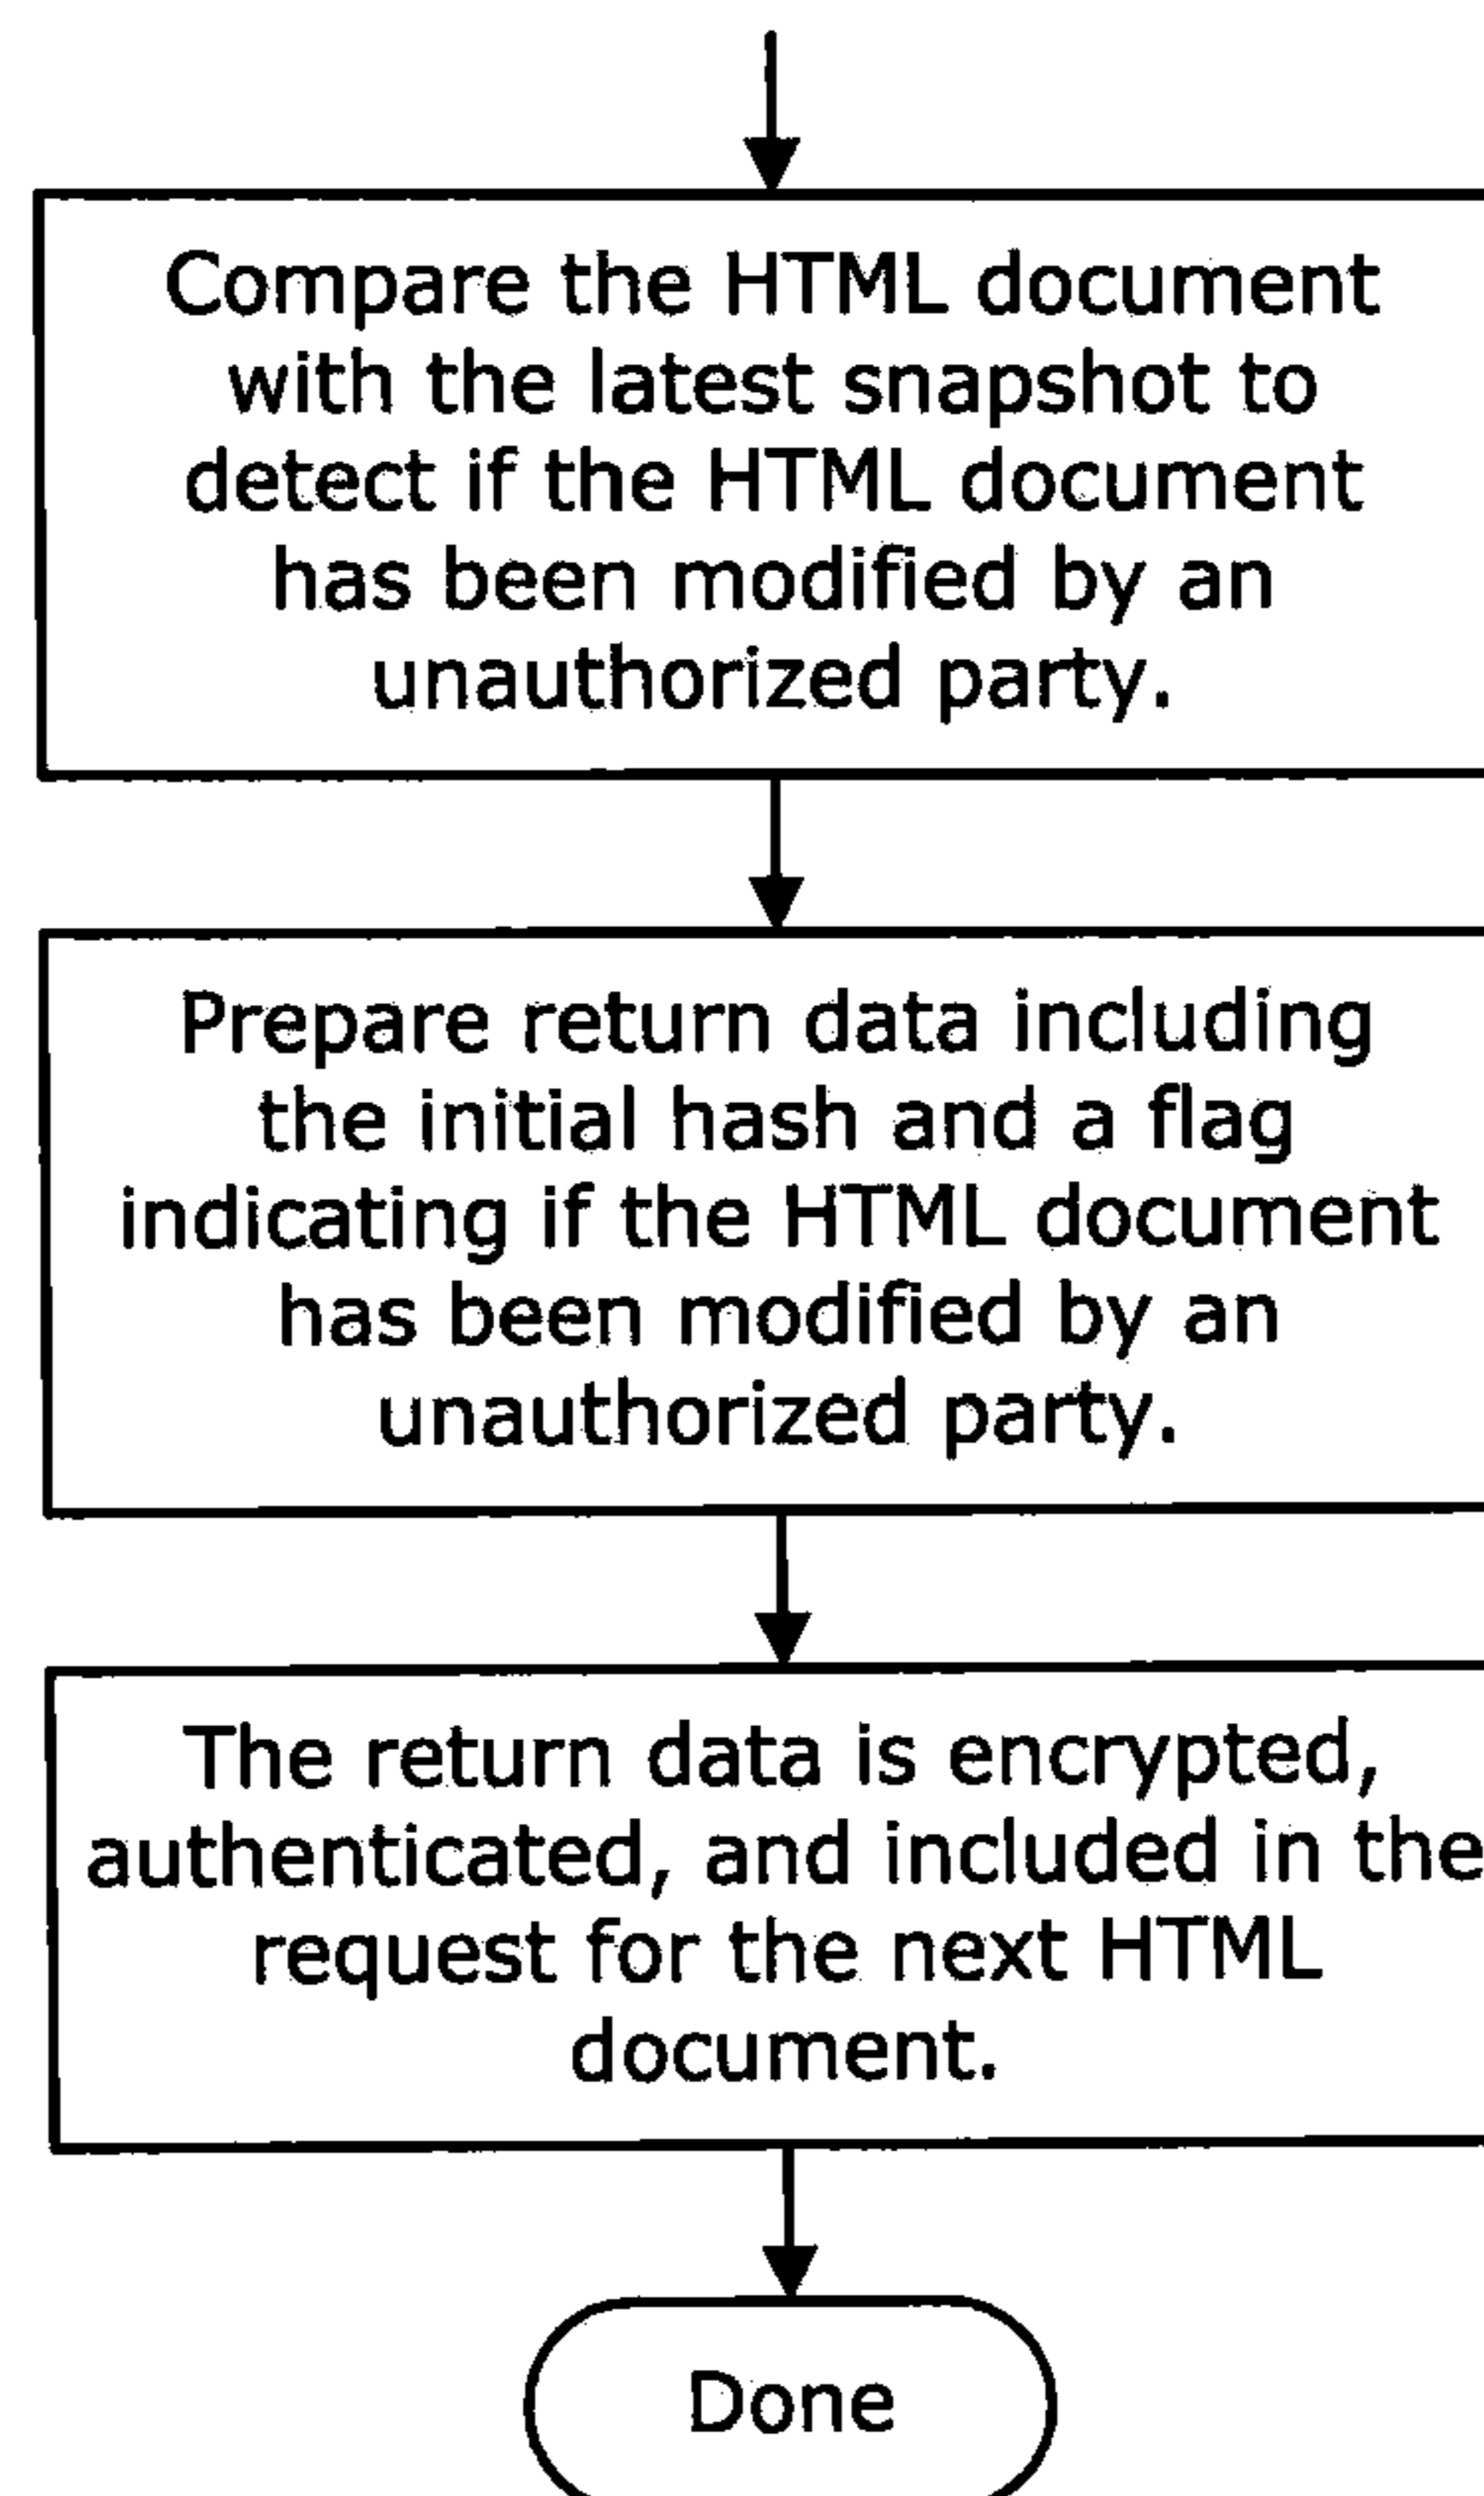 Compare the HTML document
with the latest snapshot to
detect if the HTML document
has been modified by an
unauthorized party.
Prepare return data including
the initial hash and a flag
indicating if the HTML document
has been modified by an
unauthorized party.
The return data is encrypted,
authenticated, and included in the
request for the next HTML
document.
Done